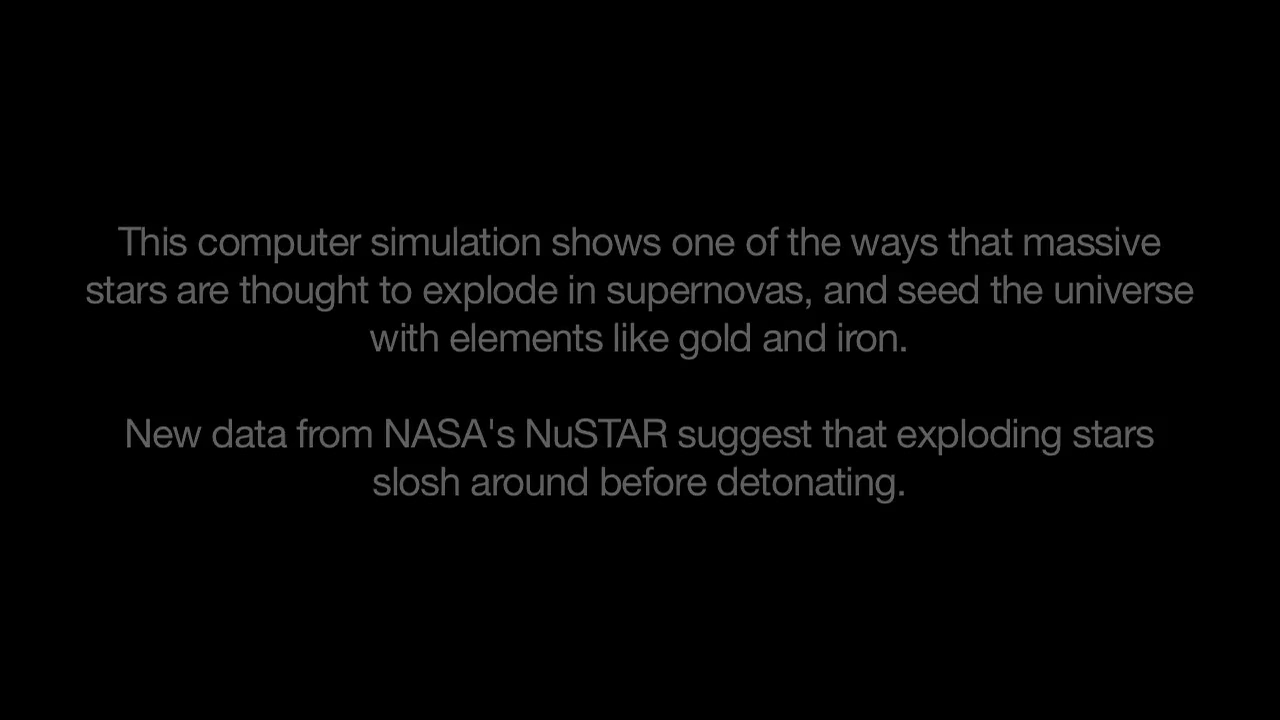 This computer simulation shows one of the ways that massive
stars are thought to explode in supernovas, and seed the universe
with elements like gold and iron.
New data from NASA's NuSTAR suggest that exploding stars
slosh around before detonating.